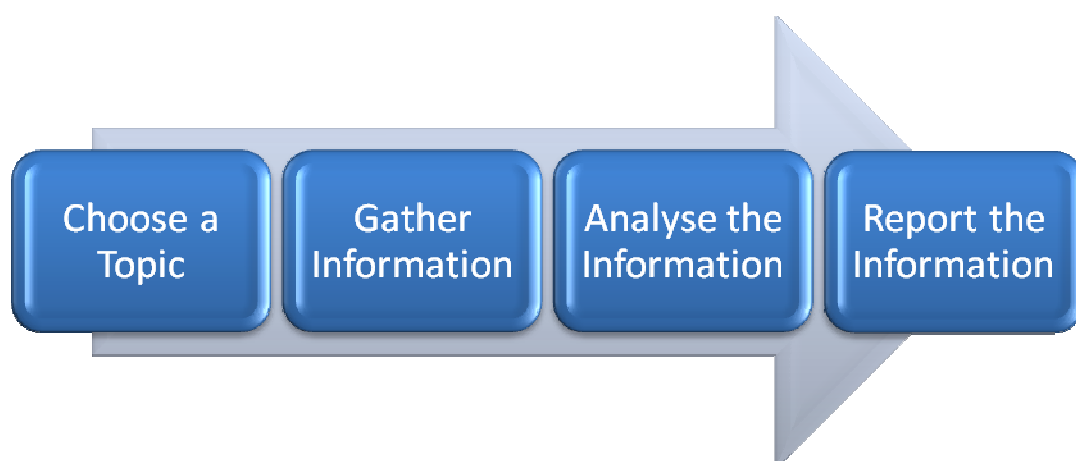 Choose a
Topic
Gather
Information
Analyse the
Information
Report the
Information